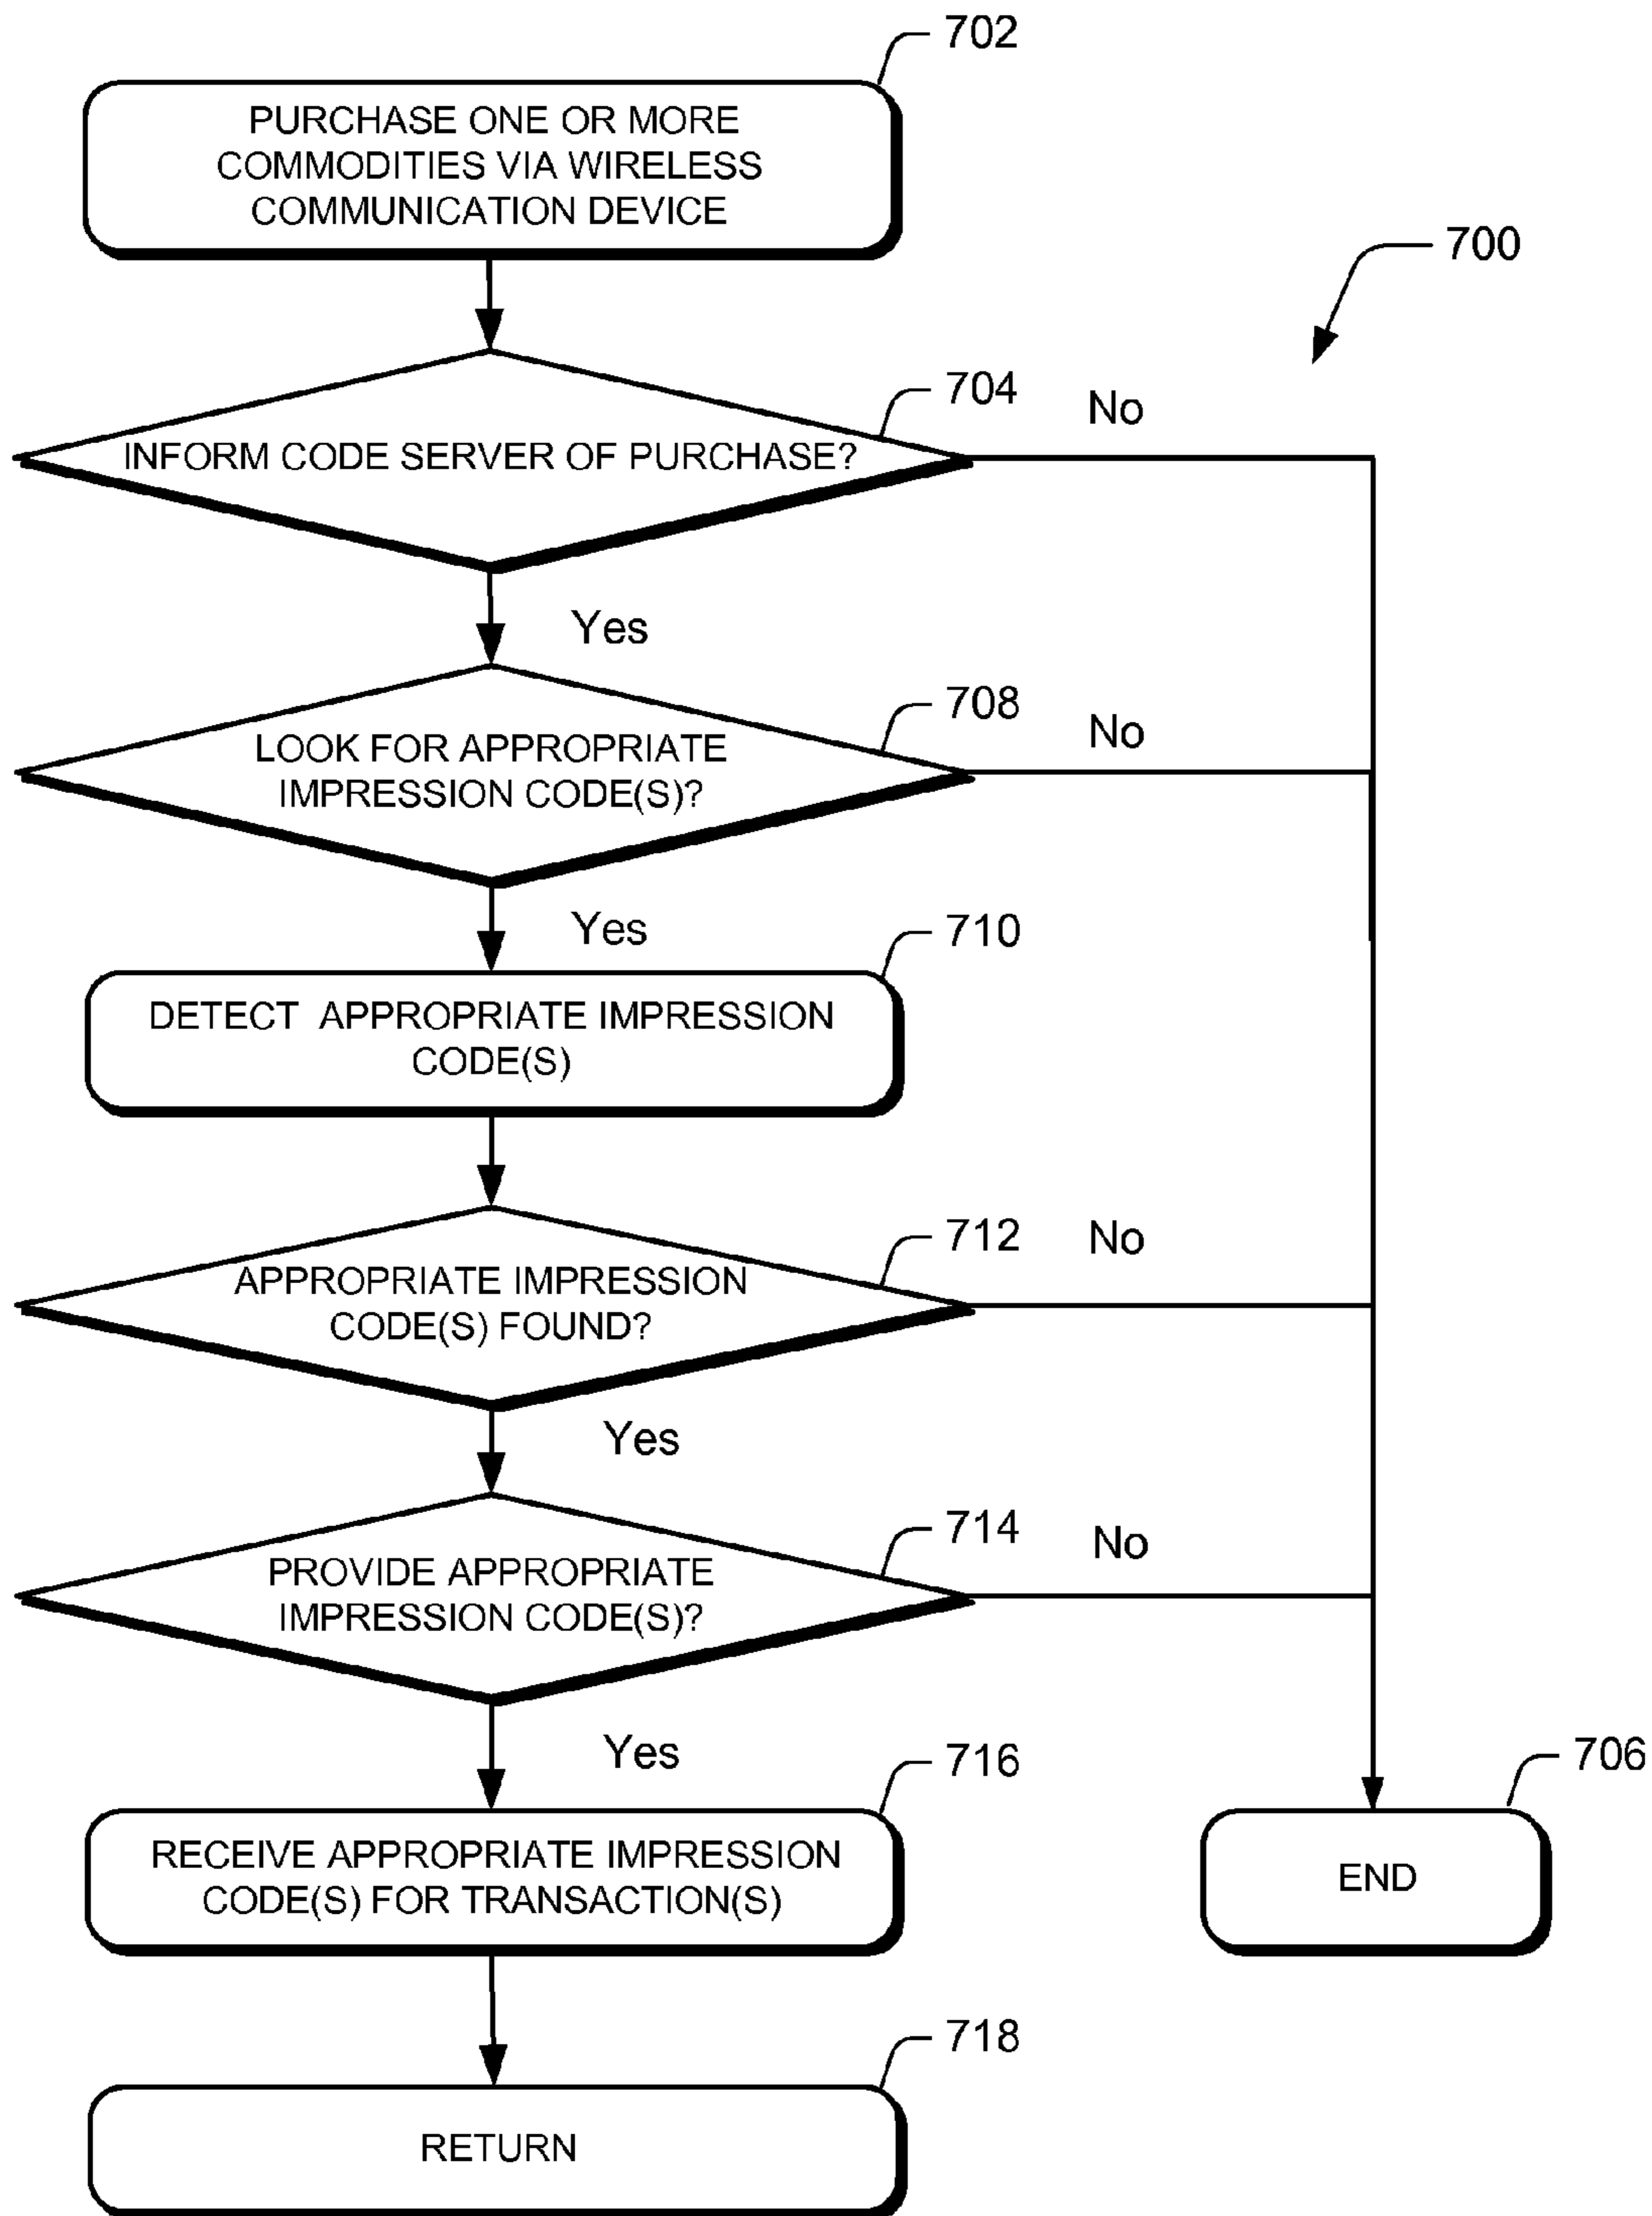 702
PURCHASE ONE OR MORE
COMMODITIES VIA WIRELESS
COMMUNICATION DEVICE
700
704
No
INFORM CODE SERVER OF PURCHASE?
Yes
708
No
LOOK FOR APPROPRIATE
IMPRESSION CODE(S)?
Yes
710
DETECT APPROPRIATE IMPRESSION
CODE(S)
712
No
APPROPRIATE IMPRESSION
CODE(S) FOUND?
Yes
714
No
PROVIDE APPROPRIATE
IMPRESSION CODE(S)?
Yes
716
706
RECEIVE APPROPRIATE IMPRESSION
CODE(S) FOR TRANSACTION(S)
END
718
RETURN